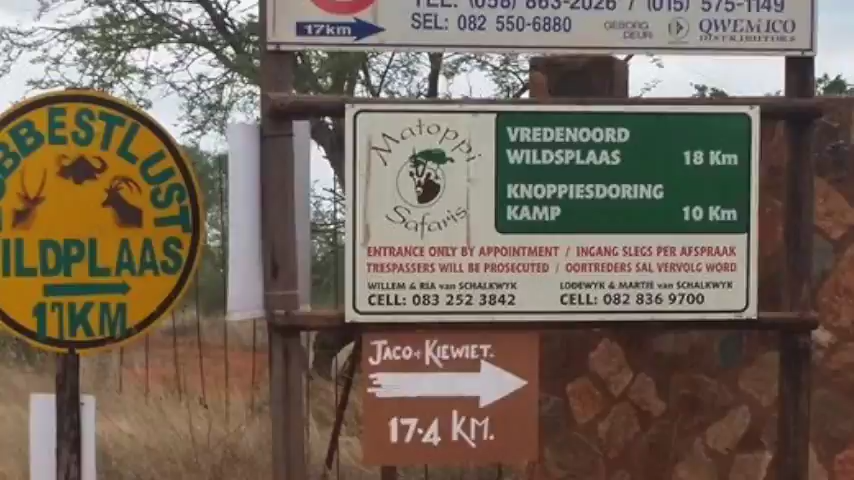 TEL: (058) 863-2026 / (015) 575-1149
17km
SEL: 082 550-6880
GEBORG
DEUR
QWEMICO
DISTRIBUTORS
BBESTLUST
WILDPLAAS
11KM
Matoppi
Safaris
VREDENOORD
WILDSPLAAS 18 Km
KNOPPIESDORING
KAMP 10 Km
ENTRANCE ONLY BY APPOINTMENT / INGANG SLEGS PER AFSPRAAK
TRESPASSERS WILL BE PROSECUTED / OORTREDERS SAL VERVOLG WORD
WILLEM & RIA van SCHALKWYK
CELL: 083 252 3842
LODEWYK & MARTIE van SCHALKWYK
CELL: 082 836 9700
JACO & KIEWIET.
17.4 KM.